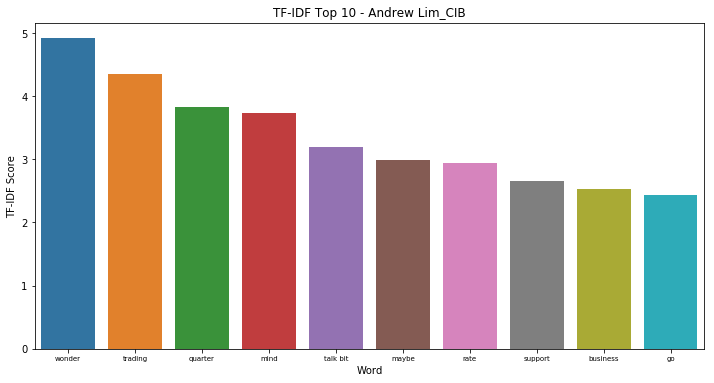 TF-IDF Top 10 - Andrew Lim_CIB
5
4
3
2
1
0
TF-IDF Score
wonder trading quarter mind talk bit maybe rate support business go
Word